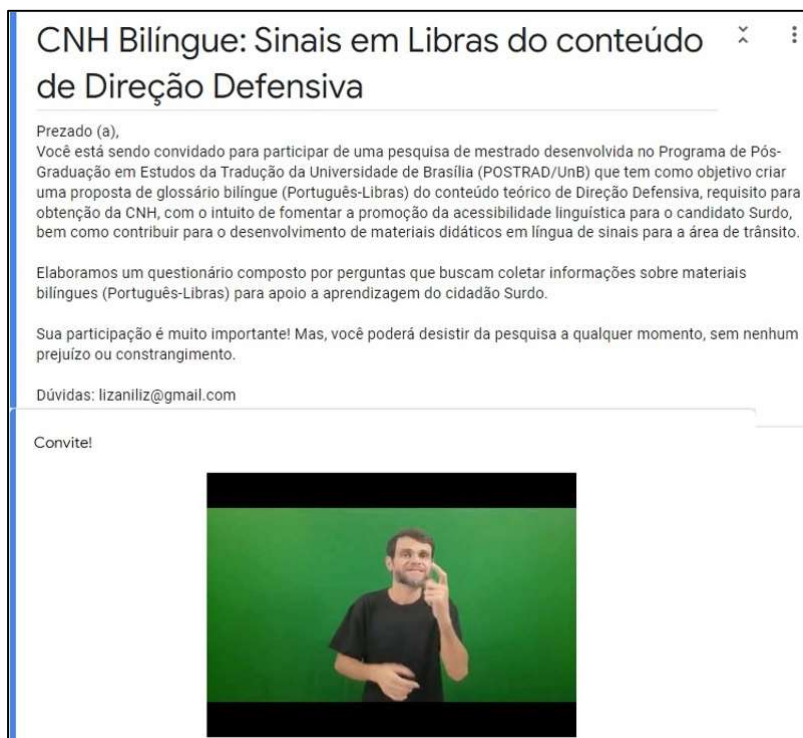 CNH Bilíngue: Sinais em Libras do conteúdo
de Direção Defensiva
Prezado (a),
Você está sendo convidado para participar de uma pesquisa de mestrado desenvolvida no Programa de Pós-
Graduação em Estudos da Tradução da Universidade de Brasília (POSTRAD/UnB) que tem como objetivo criar
uma proposta de glossário bilíngue (Português-Libras) do conteúdo teórico de Direção Defensiva, requisito para
obtenção da CNH, com o intuito de fomentar a promoção da acessibilidade linguística para o candidato Surdo,
bem como contribuir para o desenvolvimento de materiais didáticos em língua de sinais para a área de trânsito.
Elaboramos um questionário composto por perguntas que buscam coletar informações sobre materiais
bilíngues (Português-Libras) para apoio a aprendizagem do cidadão Surdo.
Sua participação é muito importante! Mas, você poderá desistir da pesquisa a qualquer momento, sem nenhum
prejuízo ou constrangimento.
Dúvidas: lizaniliz@gmail.com
Convite!